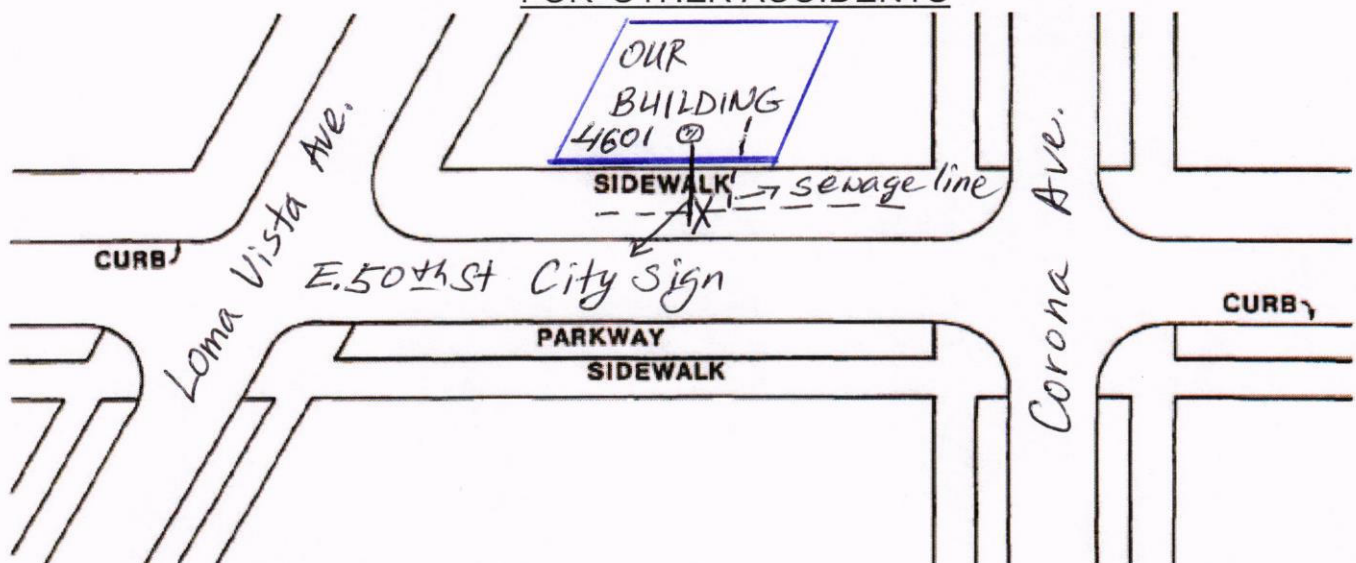 FOR OTHER ACCIDENTS
OUR
BUILDING
4601
SIDEWALK
sewage line
CURB
Loma Vista Ave.
E.50th St City Sign
Corona Ave.
CURB
PARKWAY
SIDEWALK